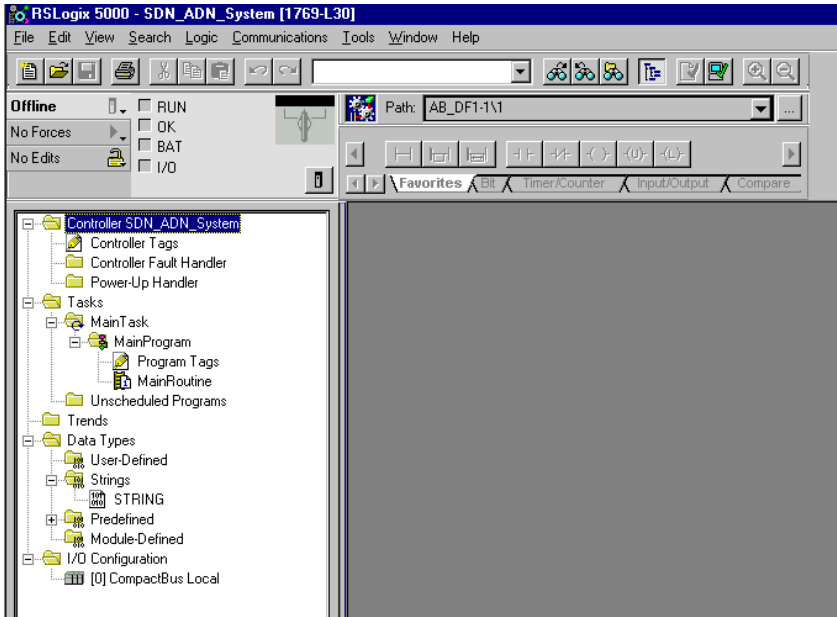 RSLogix 5000 - SDN_ADN_System [1769-L30]
File Edit View Search Logic Communications Tools Window Help
Offline
RUN
Path: AB_DF1-1\1
...
No Forces
OK
BAT
No Edits
I/O
Favorites Bit Timer/Counter Input/Output Compare
Controller SDN_ADN_System
Controller Tags
Controller Fault Handler
Power-Up Handler
Tasks
MainTask
MainProgram
Program Tags
MainRoutine
Unscheduled Programs
Trends
Data Types
User-Defined
Strings
STRING
Predefined
Module-Defined
I/O Configuration
[0] CompactBus Local